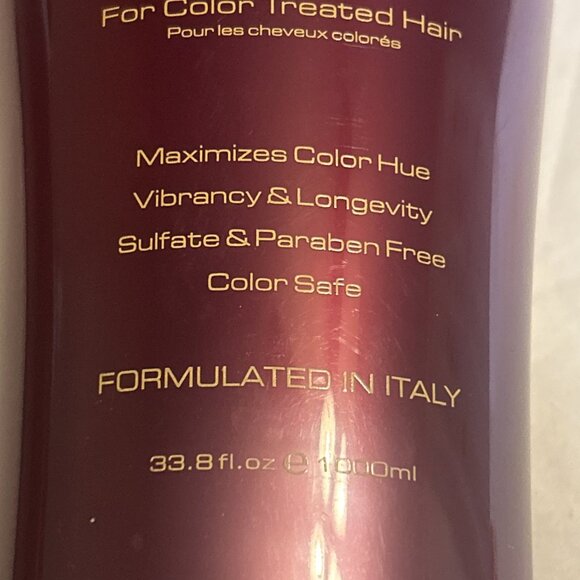 For Color Treated Hair
Pour les cheveux colorés
Maximizes Color Hue
Vibrancy & Longevity
Sulfate & Paraben Free
Color Safe
FORMULATED IN ITALY
33.8 fl.oz ℮ 1000ml